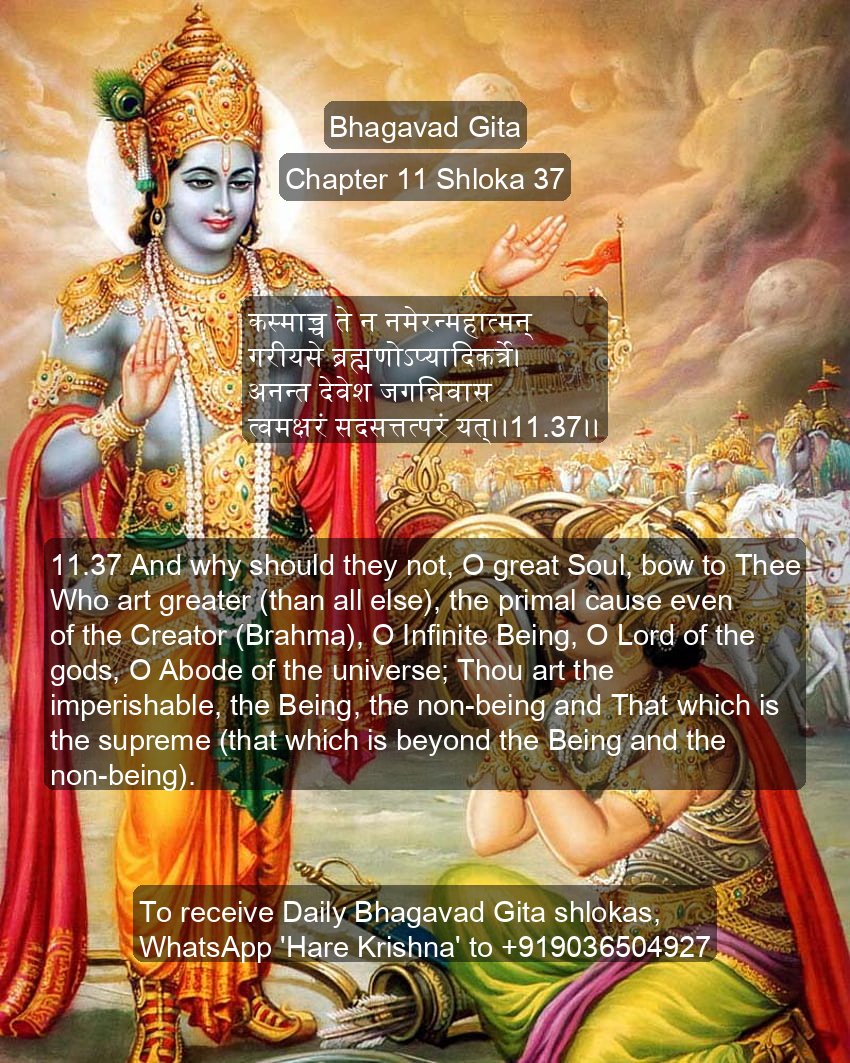 Bhagavad Gita
Chapter 11 Shloka 37
कस्माच्च ते न नमेरन्महात्मन्
गरीयसे ब्रह्मणोऽप्यादिकर्त्रे।
अनन्त देवेश जगन्निवास
त्वमक्षरं सदसत्तत्परं यत्।।11.37।।
11.37 And why should they not, O great Soul, bow to Thee
Who art greater (than all else), the primal cause even
of the Creator (Brahma), O Infinite Being, O Lord of the
gods, O Abode of the universe; Thou art the
imperishable, the Being, the non-being and That which is
the supreme (that which is beyond the Being and the
non-being).
To receive Daily Bhagavad Gita shlokas,
WhatsApp 'Hare Krishna' to +919036504927